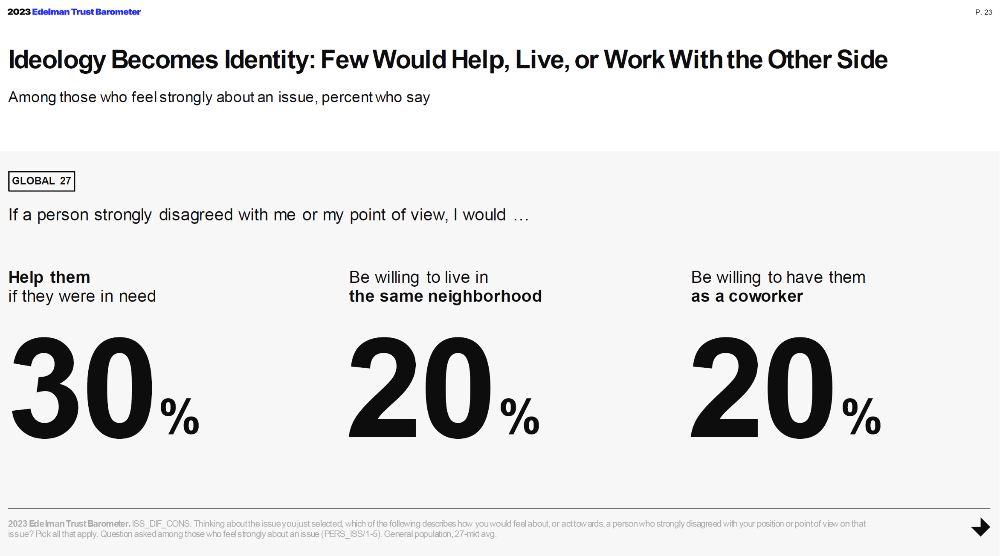 2023 Edelman Trust Barometer
P. 23
Ideology Becomes Identity: Few Would Help, Live, or Work With the Other Side
Among those who feel strongly about an issue, percent who say
GLOBAL 27
If a person strongly disagreed with me or my point of view, I would …
Help them
if they were in need
30%
Be willing to live in
the same neighborhood
20%
Be willing to have them
as a coworker
20%
2023 Edelman Trust Barometer. ISS_DIF_CONS. Thinking about the issue you just selected, which of the following describes how you would feel about, or act towards, a person who strongly disagreed with your position or point of view on that
issue? Pick all that apply. Question asked among those who feel strongly about an issue (PERS_ISS/1-5). General population, 27-mkt avg.